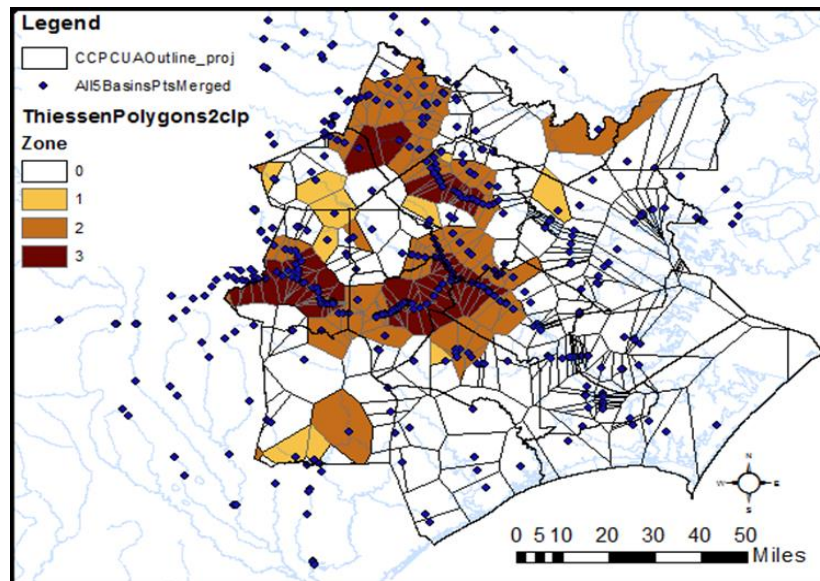 Legend
CCPCUAOutline_proj
All5BasinsPtsMerged
ThiessenPolygons2clp
Zone
0
1
2
3
N
W E
S
0 5 10 20 30 40 50
Miles